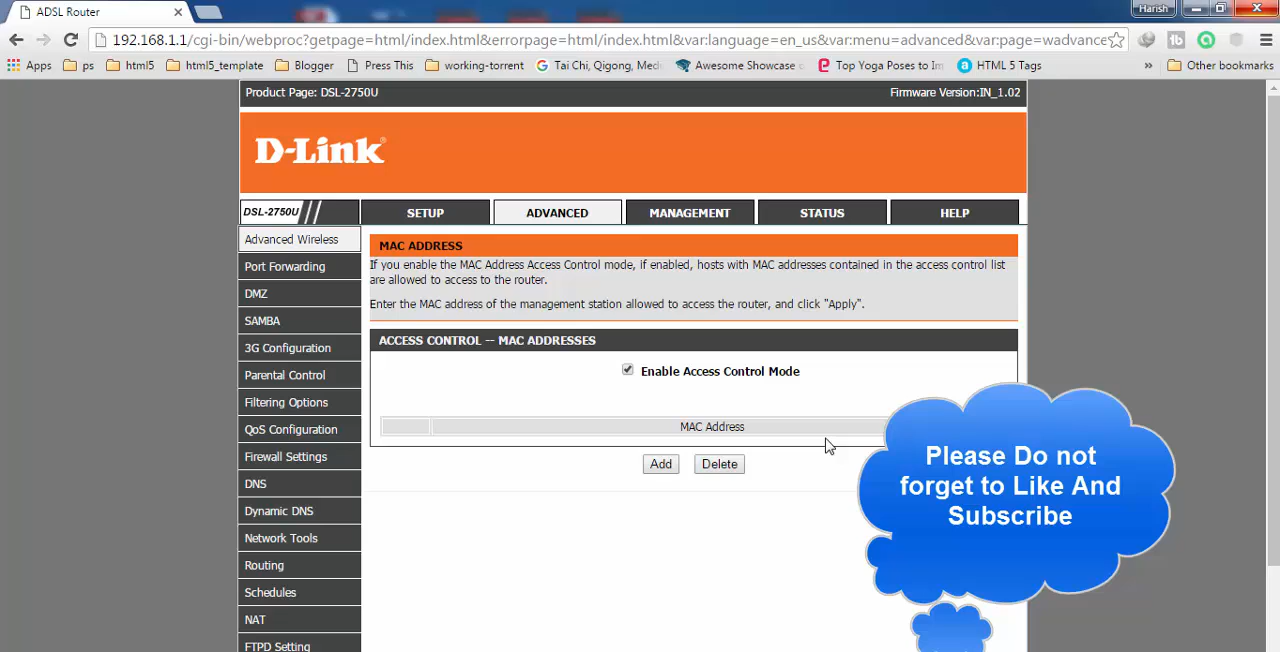 ADSL Router
Harish
192.168.1.1/cgi-bin/webproc?getpage=html/index.html&errorpage=html/index.html&var:language=en_us&var:menu=advanced&var:page=wadvance
Apps ps html5 html5_template Blogger Press This working-torrent Tai Chi, Qigong, Med Awesome Showcase Top Yoga Poses to Im HTML 5 Tags » Other bookmarks
Product Page: DSL-2750U Firmware Version:IN_1.02
D-Link®
DSL-2750U SETUP ADVANCED MANAGEMENT STATUS HELP
Advanced Wireless
Port Forwarding
DMZ
SAMBA
3G Configuration
Parental Control
Filtering Options
QoS Configuration
Firewall Settings
DNS
Dynamic DNS
Network Tools
Routing
Schedules
NAT
FTPD Setting
MAC ADDRESS
If you enable the MAC Address Access Control mode, if enabled, hosts with MAC addresses contained in the access control list
are allowed to access to the router.
Enter the MAC address of the management station allowed to access the router, and click "Apply".
ACCESS CONTROL -- MAC ADDRESSES
Enable Access Control Mode
MAC Address
Add Delete
Please Do not
forget to Like And
Subscribe